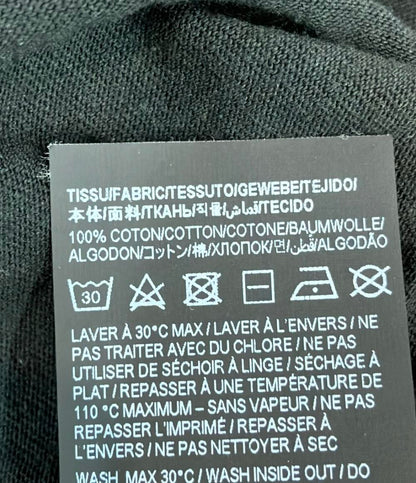 TISSU/FABRIC/TESSUTO/GEWEBE/TEJIDO/
本体/面料/ТКАНЬ/직물/قماش/TECIDO
100% COTON/COTTON/COTONE/BAUMWOLLE/
ALGODON/コットン/棉/ХЛОПОК/면/قطن/ALGODÃO
30
LAVER À 30°C MAX / LAVER À L'ENVERS / NE
PAS TRAITER AVEC DU CHLORE / NE PAS
UTILISER DE SÉCHOIR À LINGE / SÉCHAGE À
PLAT / REPASSER À UNE TEMPÉRATURE DE
110 °C MAXIMUM – SANS VAPEUR / NE PAS
REPASSER L'IMPRIMÉ / REPASSER À
L'ENVERS / NE PAS NETTOYER À SEC
WASH MAX 30°C / WASH INSIDE OUT / DO